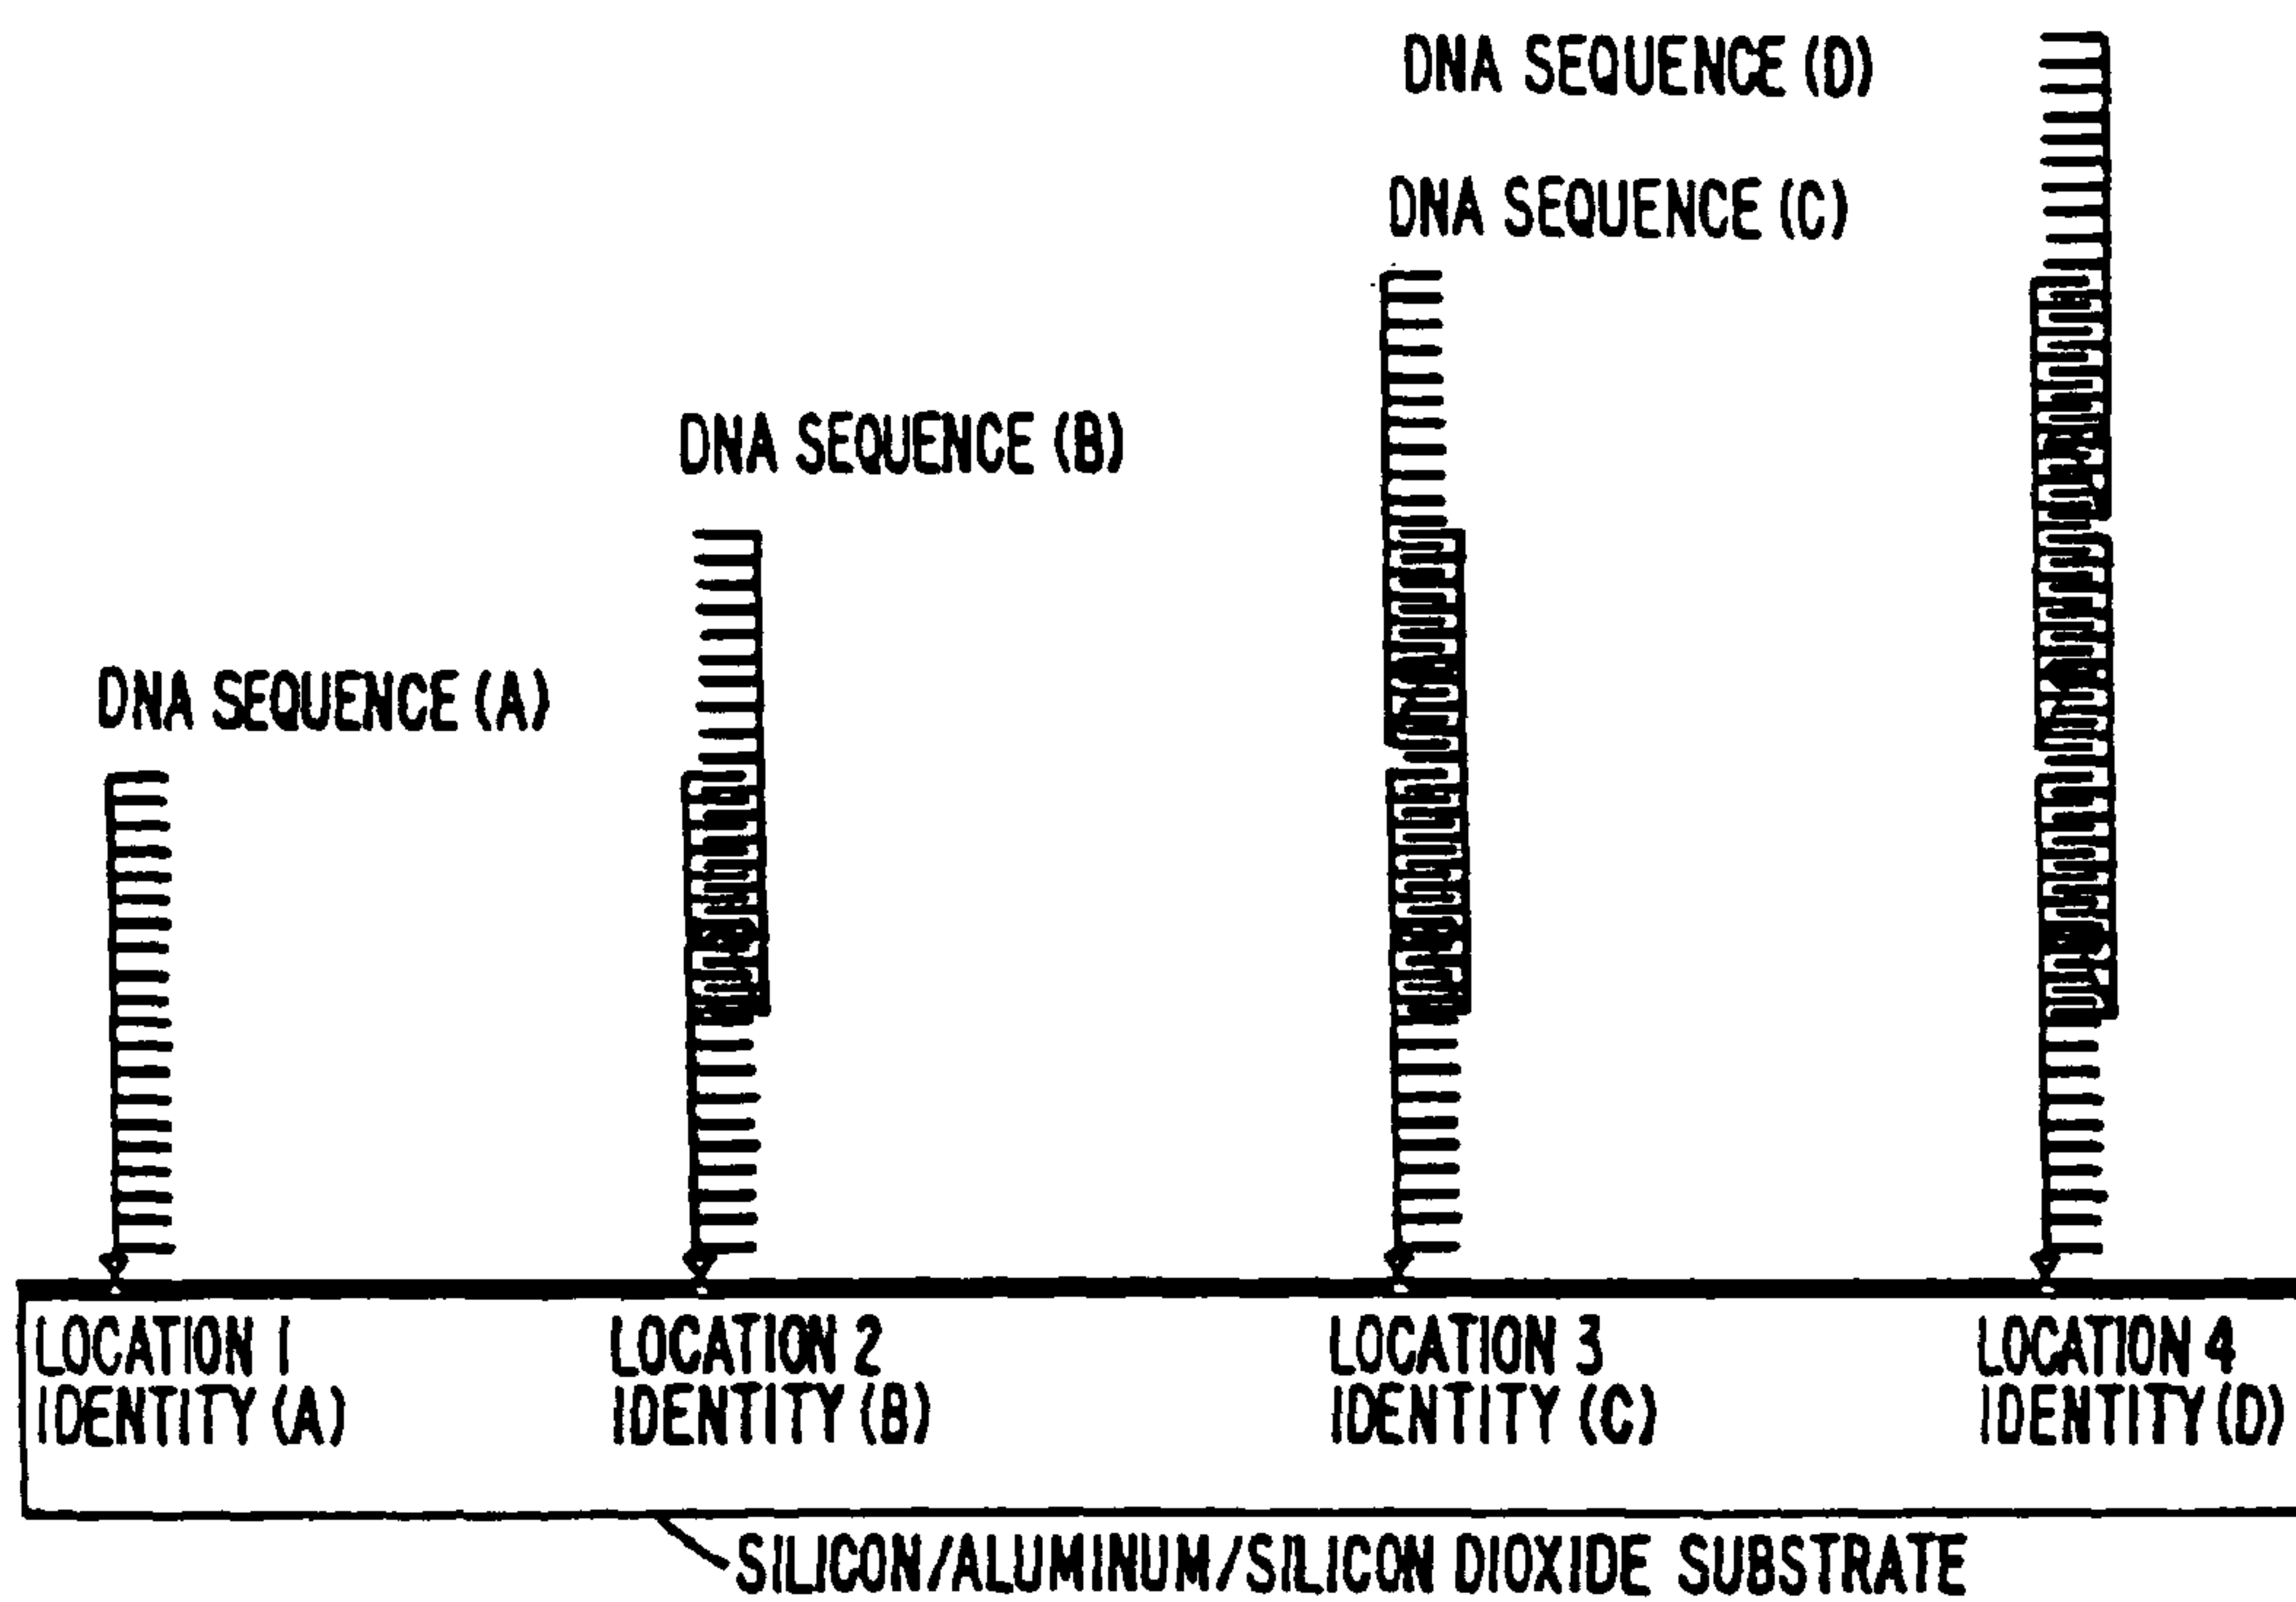 DNA SEQUENCE (D)
DNA SEQUENCE (C)
DNA SEQUENCE (B)
DNA SEQUENCE (A)
LOCATION 1
IDENTITY (A)
LOCATION 2
IDENTITY (B)
LOCATION 3
IDENTITY (C)
LOCATION 4
IDENTITY (D)
SILICON/ALUMINUM/SILICON DIOXIDE SUBSTRATE